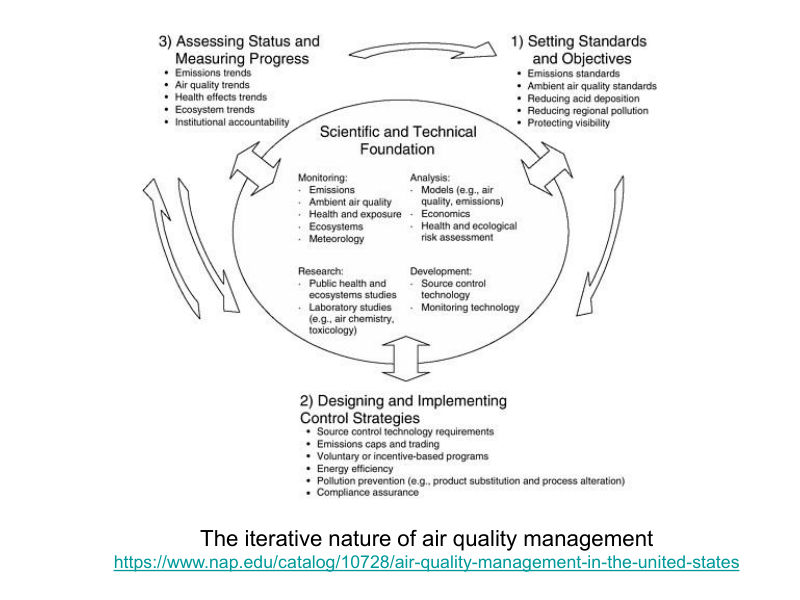 3) Assessing Status and
Measuring Progress
• Emissions trends
• Air quality trends
• Health effects trends
• Ecosystem trends
• Institutional accountability
1) Setting Standards
and Objectives
• Emissions standards
• Ambient air quality standards
• Reducing acid deposition
• Reducing regional pollution
• Protecting visibility
Scientific and Technical
Foundation
Monitoring:
· Emissions
· Ambient air quality
· Health and exposure
· Ecosystems
· Meteorology
Analysis:
· Models (e.g., air
quality, emissions)
· Economics
· Health and ecological
risk assessment
Research:
· Public health and
ecosystems studies
· Laboratory studies
(e.g., air chemistry,
toxicology)
Development:
· Source control
technology
· Monitoring technology
2) Designing and Implementing
Control Strategies
• Source control technology requirements
• Emissions caps and trading
• Voluntary or incentive-based programs
• Energy efficiency
• Pollution prevention (e.g., product substitution and process alteration)
• Compliance assurance
The iterative nature of air quality management
https://www.nap.edu/catalog/10728/air-quality-management-in-the-united-states